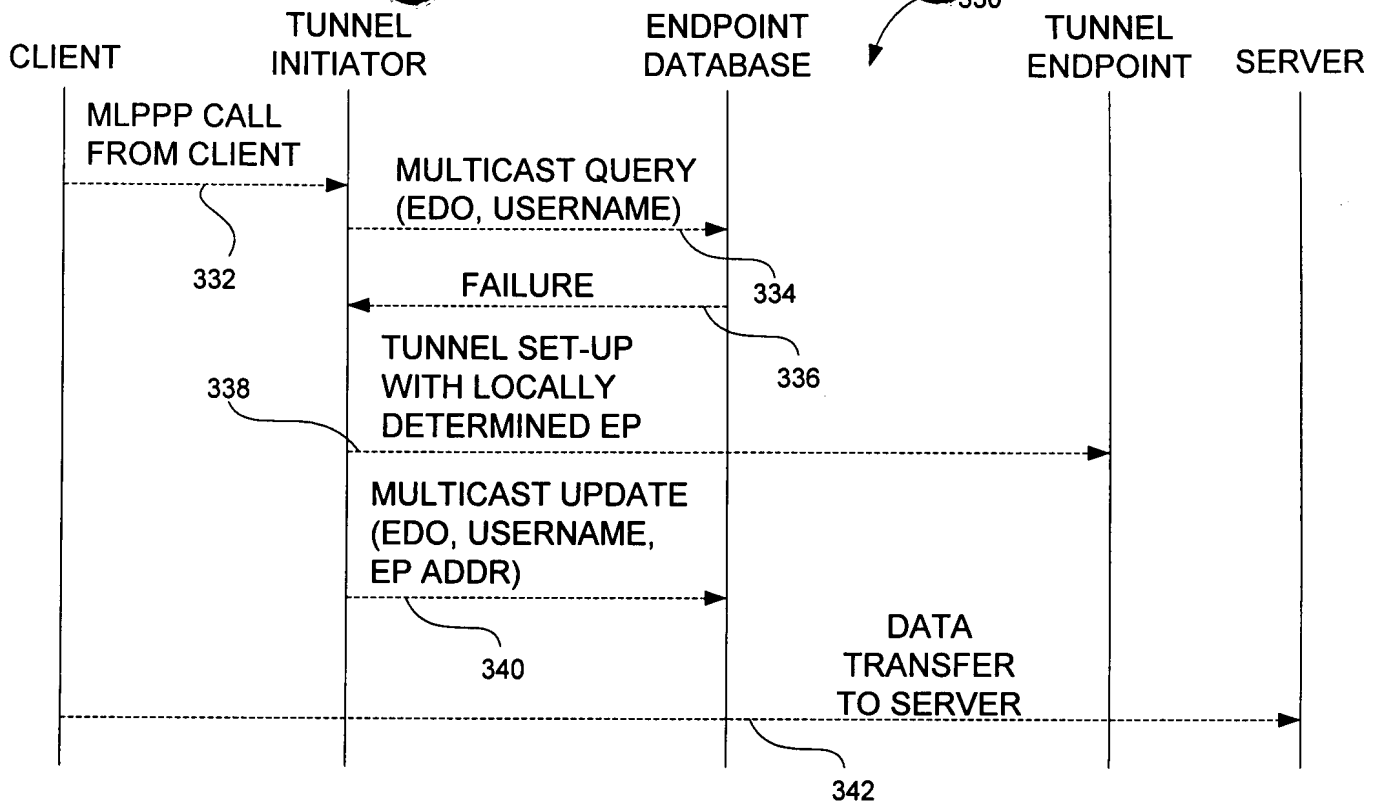 330
CLIENT
TUNNEL
INITIATOR
ENDPOINT
DATABASE
TUNNEL
ENDPOINT
SERVER
MLPPP CALL
FROM CLIENT
332
MULTICAST QUERY
(EDO, USERNAME)
334
FAILURE
336
338
TUNNEL SET-UP
WITH LOCALLY
DETERMINED EP
MULTICAST UPDATE
(EDO, USERNAME,
EP ADDR)
340
DATA
TRANSFER
TO SERVER
342